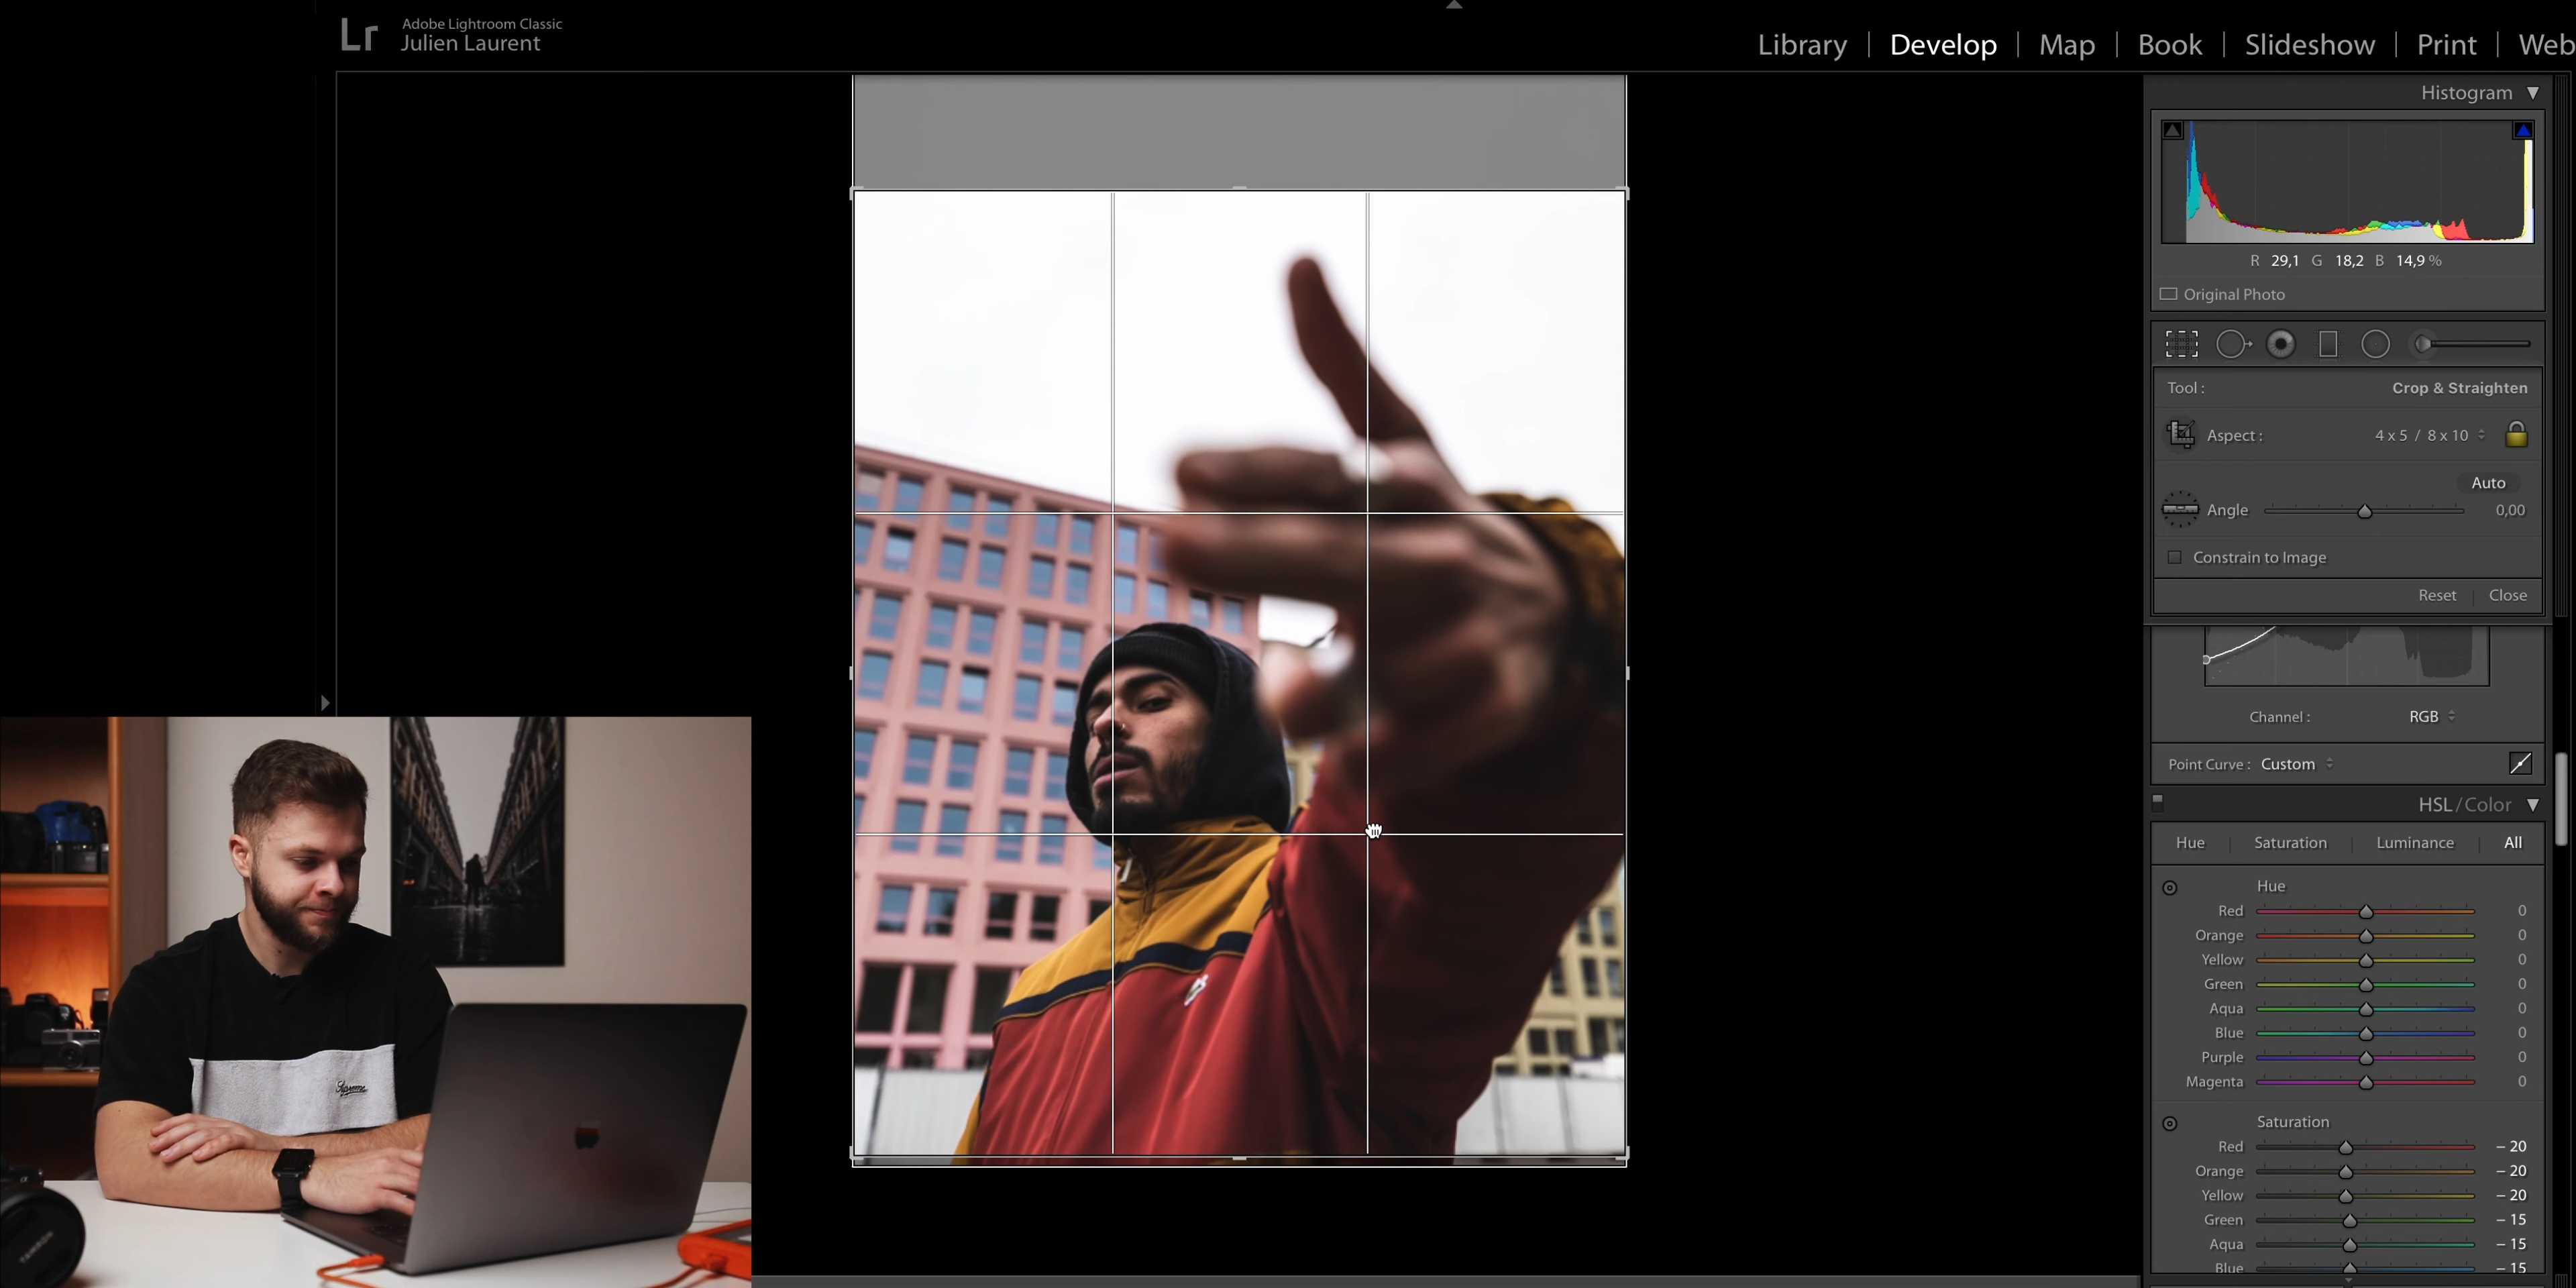 Lr
Adobe Lightroom Classic
Julien Laurent
Library | Develop | Map | Book | Slideshow | Print | Web
Histogram
R 29,1 G 18,2 B 14,9 %
Original Photo
Tool : Crop & Straighten
Aspect : 4 x 5 / 8 x 10
Auto
Angle 0,00
Constrain to Image
Reset | Close
Channel : RGB
Point Curve : Custom
HSL / Color
Hue | Saturation | Luminance | All
Hue
Red 0
Orange 0
Yellow 0
Green 0
Aqua 0
Blue 0
Purple 0
Magenta 0
Saturation
Red – 20
Orange – 20
Yellow – 20
Green – 15
Aqua – 15
Blue – 15
Supreme
TAMRON